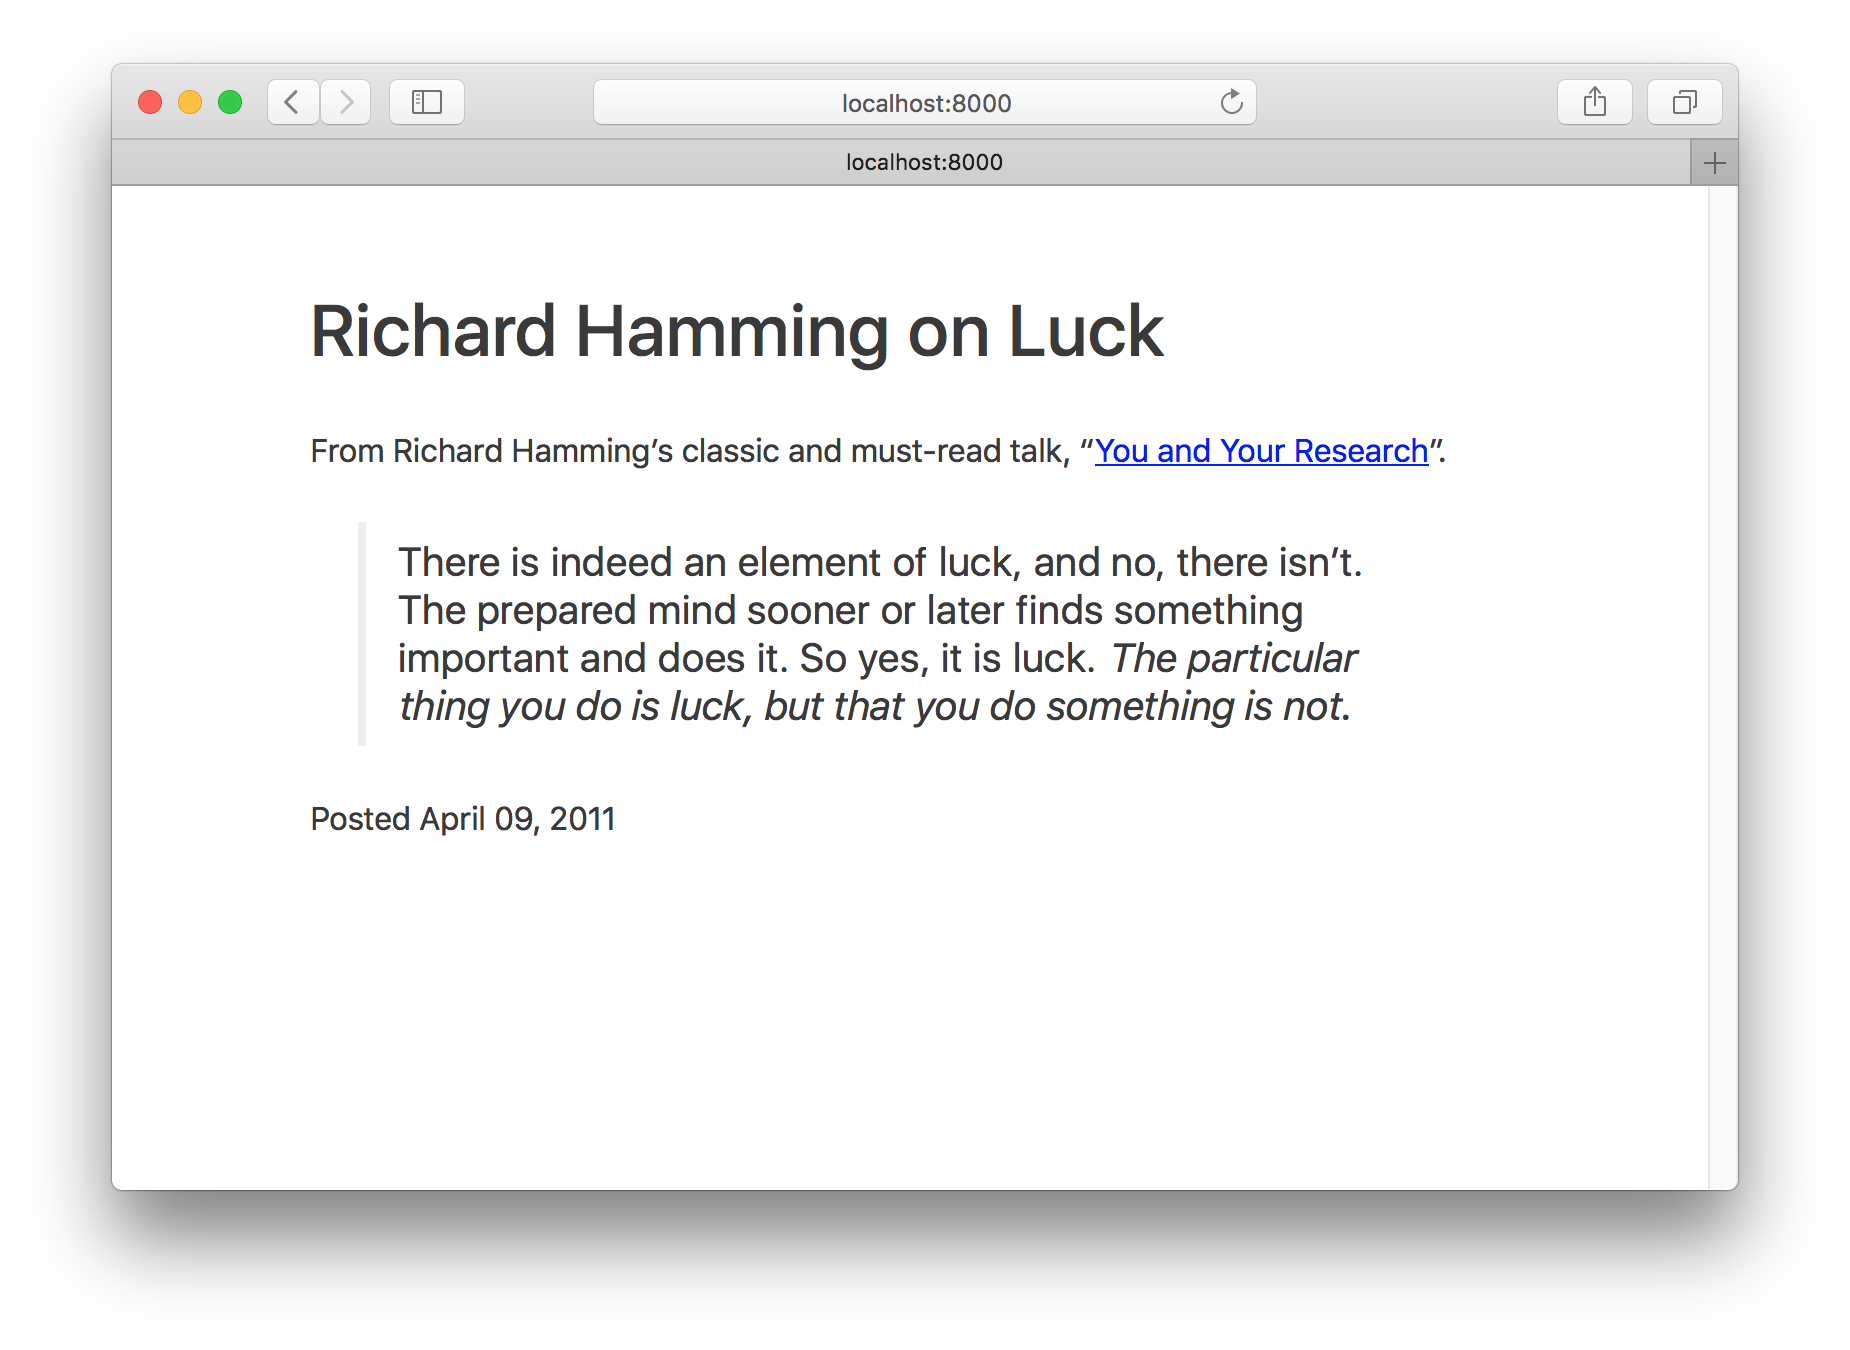 localhost:8000
localhost:8000
Richard Hamming on Luck
From Richard Hamming’s classic and must-read talk, “You and Your Research”.
There is indeed an element of luck, and no, there isn’t.
The prepared mind sooner or later finds something
important and does it. So yes, it is luck. The particular
thing you do is luck, but that you do something is not.
Posted April 09, 2011